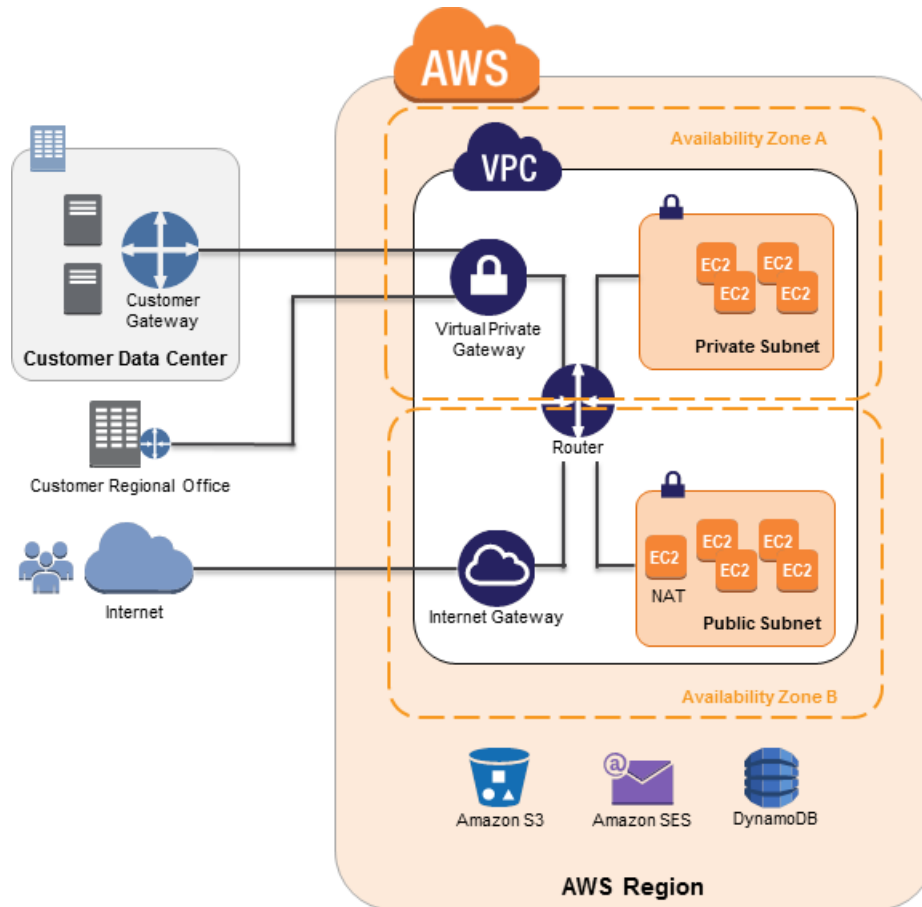 AWS
Availability Zone A
VPC
EC2
EC2
EC2
EC2
Private Subnet
Customer
Gateway
Customer Data Center
Virtual Private
Gateway
Router
Customer Regional Office
Internet
Internet Gateway
EC2
EC2
EC2
EC2
EC2
NAT
Public Subnet
Availability Zone B
@
Amazon S3
Amazon SES
DynamoDB
AWS Region